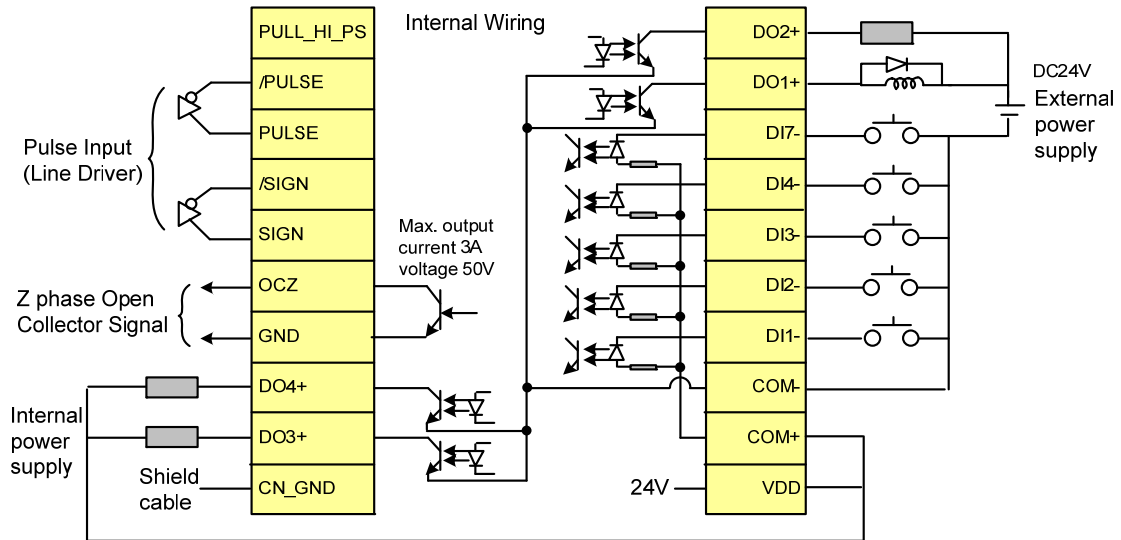 Internal Wiring
PULL_HI_PS
/PULSE
PULSE
/SIGN
SIGN
OCZ
GND
DO4+
DO3+
CN_GND
Pulse Input
(Line Driver)
Z phase Open
Collector Signal
Internal
power
supply
Shield
cable
Max. output
current 3A
voltage 50V
DO2+
DO1+
DI7-
DI4-
DI3-
DI2-
DI1-
COM-
COM+
VDD
24V
DC24V
External
power
supply